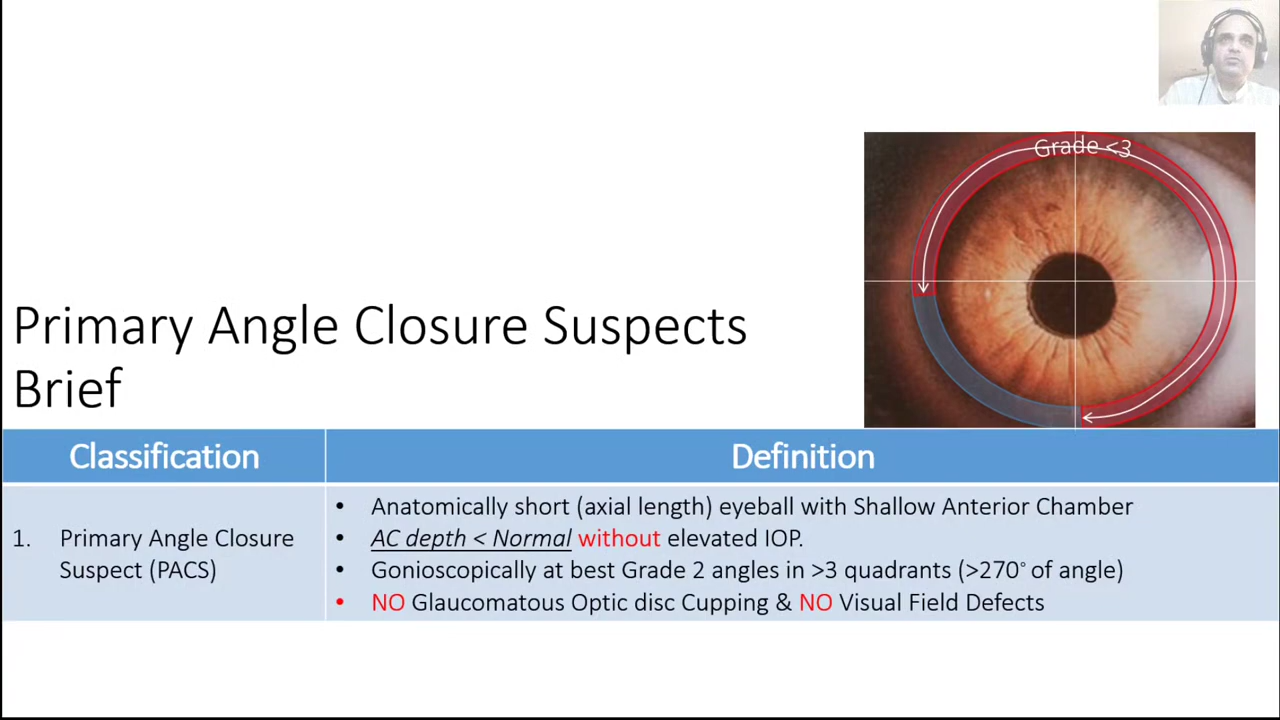 Grade <3
Primary Angle Closure Suspects
Brief
Classification
Definition
1. Primary Angle Closure
Suspect (PACS)
• Anatomically short (axial length) eyeball with Shallow Anterior Chamber
• AC depth < Normal without elevated IOP.
• Gonioscopically at best Grade 2 angles in >3 quadrants (>270° of angle)
• NO Glaucomatous Optic disc Cupping & NO Visual Field Defects